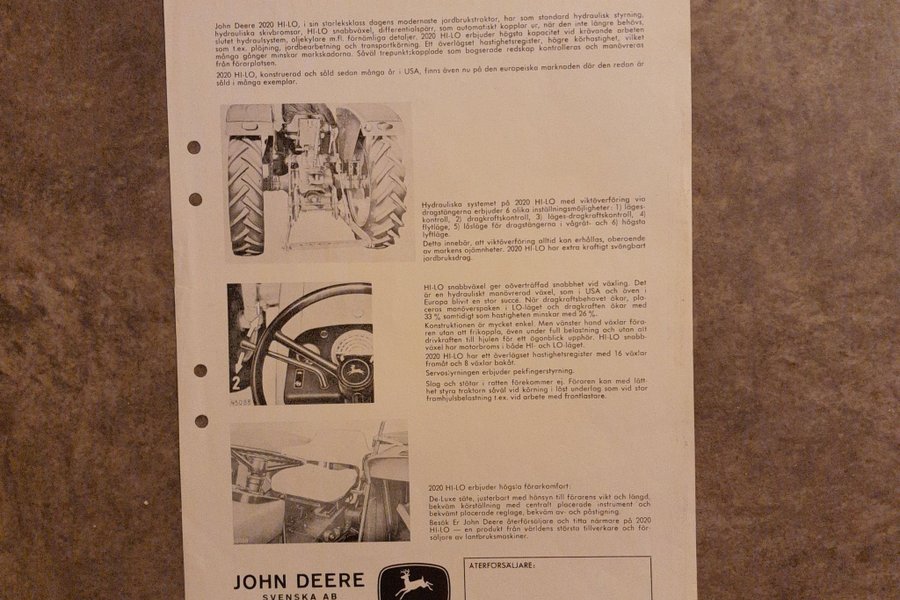 John Deere 2020 HI-LO, i sin storleksklass dagens modernaste jordbrukstraktor, har som standard hydraulisk styrning,
hydrauliska skivbromsar, HI-LO snabbväxel, differentialspärr, som automatiskt kopplar ur, när den inte längre behövs,
slutet hydraulsystem, oljekylare m.fl. förnämliga detaljer. 2020 HI-LO erbjuder högsta kapacitet vid krävande arbeten
som t.ex. plöjning, jordbearbetning och transportkörning. Ett överlägset hastighetsregister, högre körhastighet, vilket
många gånger minskar markskadorna. Såväl trepunktskopplade som bogserade redskap kontrolleras och manövreras
från förarplatsen.
2020 HI-LO, konstruerad och såld sedan många år i USA, finns även nu på den europeiska marknaden där den redan är
såld i många exemplar.
Hydrauliska systemet på 2020 HI-LO med viktöverföring via
dragstängerna erbjuder 6 olika inställningsmöjligheter: 1) läges-
kontroll, 2) dragkraftkontroll, 3) läges-dragkraftkontroll, 4)
flytläge, 5) låsläge för dragstängerna i vågrät- och 6) högsta
lyftläge.
Detta innebär, att viktöverföring alltid kan erhållas, oberoende
av markens ojämnheter. 2020 HI-LO har extra kraftigt svängbart
jordbruksdrag.
HI-LO snabbväxel ger oöverträffad snabbhet vid växling. Det
är en hydrauliskt manövrerad växel, som i USA och även i
Europa blivit en stor succé. När dragkraftsbehovet ökar, pla-
ceras manöverspaken i LO-läget och dragkraften ökar med
33 % samtidigt som hastigheten minskar med 26 %.
Konstruktionen är mycket enkel. Men vänster hand växlar föra-
ren utan att frikoppla, även under full belastning och utan att
drivkraften till hjulen för ett ögonblick upphör. HI-LO snabb-
växel har motorbroms i både HI- och LO-läget.
2020 HI-LO har ett överlägset hastighetsregister med 16 växlar
framåt och 8 växlar bakåt.
Servostyrningen erbjuder pekfingerstyrning.
Slag och stötar i ratten förekommer ej. Föraren kan med lätt-
het styra traktorn såväl vid körning i löst underlag som vid stor
framhjulsbelastning t.ex. vid arbete med frontlastare.
2
45088
2020 HI-LO erbjuder högsta förarkomfort.
De-Luxe säte, justerbart med hänsyn till förarens vikt och längd,
bekväm körställning med centralt placerade instrument och
bekvämt placerade reglage, bekväm av- och påstigning.
Besök Er John Deere återförsäljare och titta närmare på 2020
HI-LO — en produkt från världens största tillverkare och för-
säljare av lantbruksmaskiner.
JOHN DEERE
SVENSKA AB
ÅTERFÖRSÄLJARE: